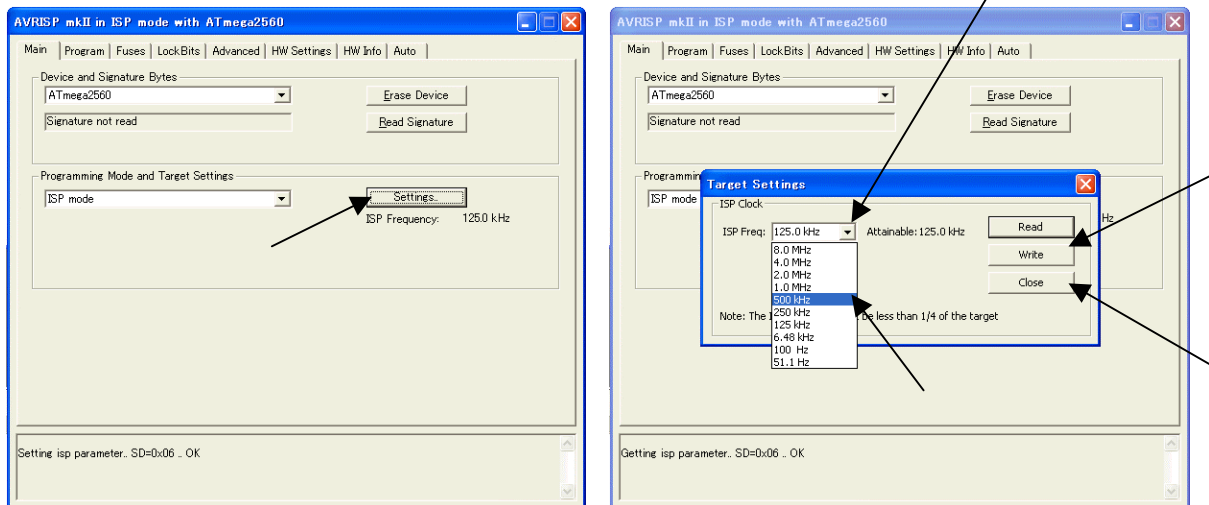 AVRISP mkII in ISP mode with ATmega2560
Main Program Fuses LockBits Advanced HW Settings HW Info Auto
Device and Signature Bytes
ATmega2560 Erase Device
Signature not read Read Signature
Programming Mode and Target Settings
ISP mode Settings..
ISP Frequency: 125.0 kHz
Setting isp parameter.. SD=0x06 .. OK
AVRISP mkII in ISP mode with ATmega2560
Main Program Fuses LockBits Advanced HW Settings HW Info Auto
Device and Signature Bytes
ATmega2560 Erase Device
Signature not read Read Signature
Programmin
ISP mode
Hz
Target Settings
ISP Clock
ISP Freq: 125.0 kHz Attainable: 125.0 kHz Read
8.0 MHz
4.0 MHz
2.0 MHz
1.0 MHz
500 kHz
250 kHz
125 kHz
6.48 kHz
100 Hz
51.1 Hz
Write
Close
Note: The be less than 1/4 of the target
Getting isp parameter.. SD=0x06 .. OK